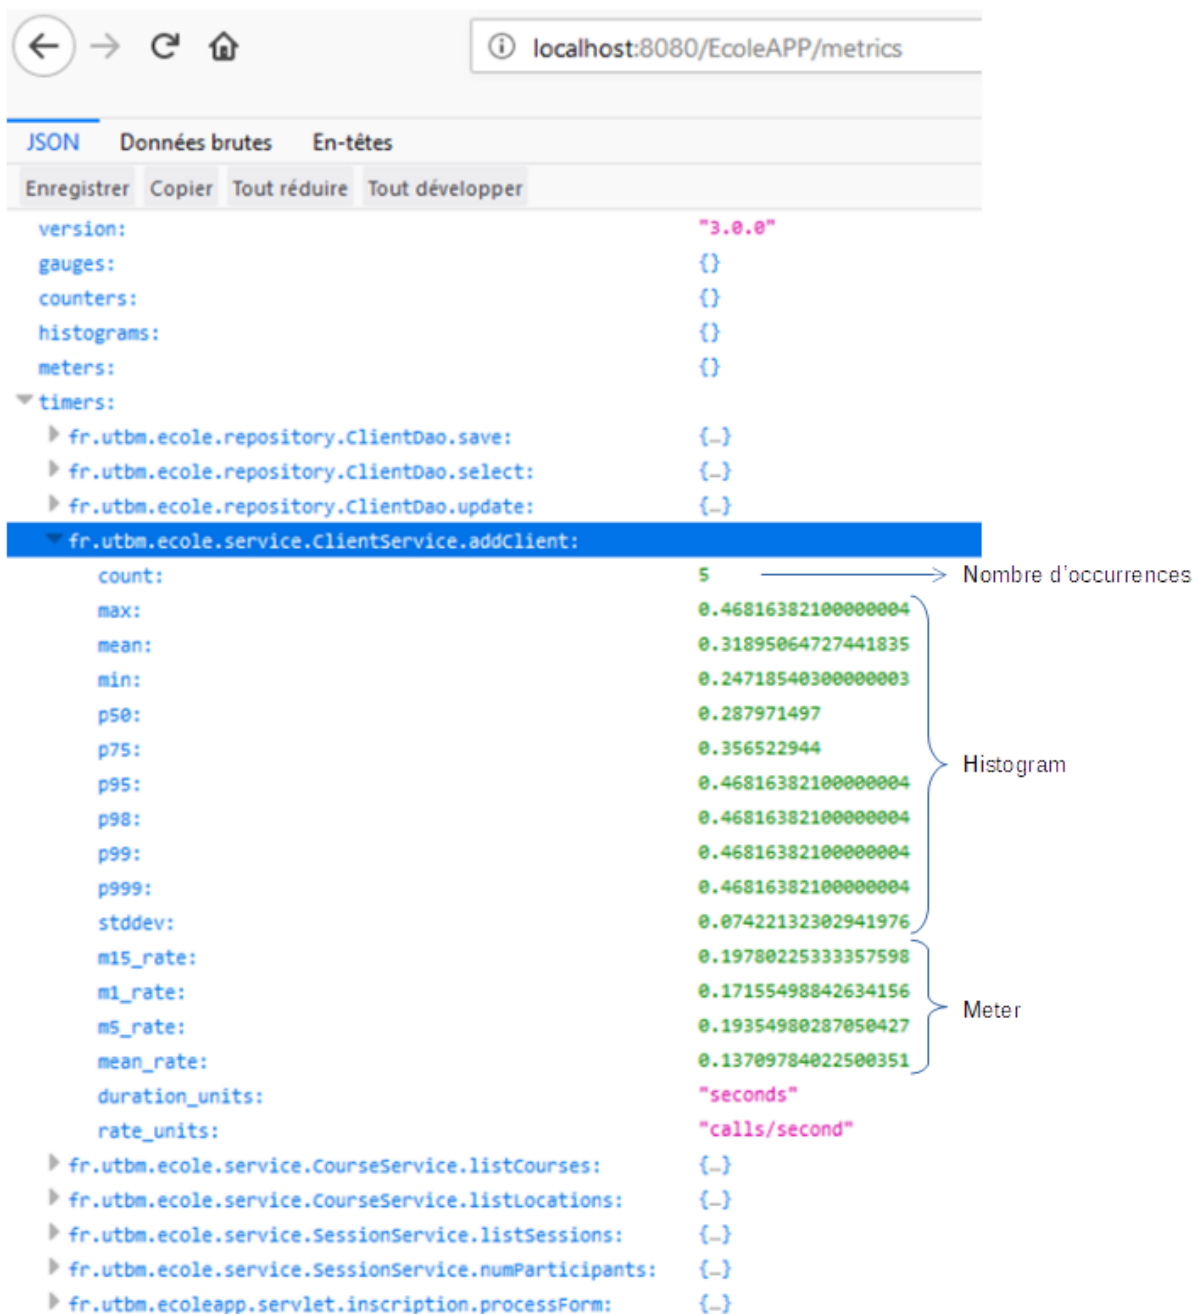 localhost:8080/EcoleAPP/metrics
JSON Données brutes En-têtes
Enregistrer Copier Tout réduire Tout développer
version: "3.0.0"
gauges: {}
counters: {}
histograms: {}
meters: {}
timers:
fr.utbm.ecole.repository.ClientDao.save: {…}
fr.utbm.ecole.repository.ClientDao.select: {…}
fr.utbm.ecole.repository.ClientDao.update: {…}
fr.utbm.ecole.service.ClientService.addClient:
count: 5 Nombre d'occurrences
max: 0.46816382100000004
mean: 0.31895064727441835
min: 0.24718540300000003
p50: 0.287971497
p75: 0.356522944
Histogram
p95: 0.46816382100000004
p98: 0.46816382100000004
p99: 0.46816382100000004
p999: 0.46816382100000004
stddev: 0.07422132302941976
m15_rate: 0.19780225333357598
m1_rate: 0.17155498842634156
Meter
m5_rate: 0.19354980287050427
mean_rate: 0.13709784022500351
duration_units: "seconds"
rate_units: "calls/second"
fr.utbm.ecole.service.CourseService.listCourses: {…}
fr.utbm.ecole.service.CourseService.listLocations: {…}
fr.utbm.ecole.service.SessionService.listSessions: {…}
fr.utbm.ecole.service.SessionService.numParticipants: {…}
fr.utbm.ecoleapp.servlet.inscription.processForm: {…}